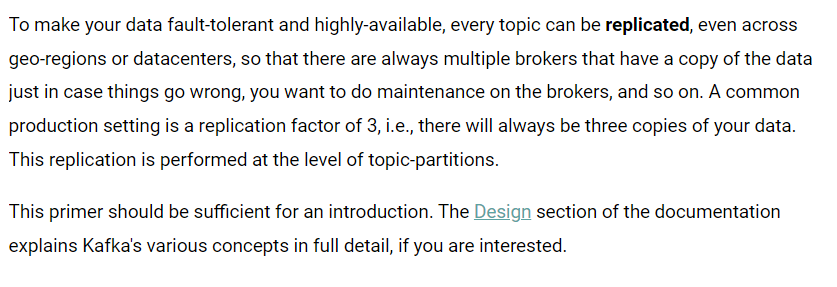 To make your data fault-tolerant and highly-available, every topic can be replicated, even across
geo-regions or datacenters, so that there are always multiple brokers that have a copy of the data
just in case things go wrong, you want to do maintenance on the brokers, and so on. A common
production setting is a replication factor of 3, i.e., there will always be three copies of your data.
This replication is performed at the level of topic-partitions.
This primer should be sufficient for an introduction. The Design section of the documentation
explains Kafka's various concepts in full detail, if you are interested.